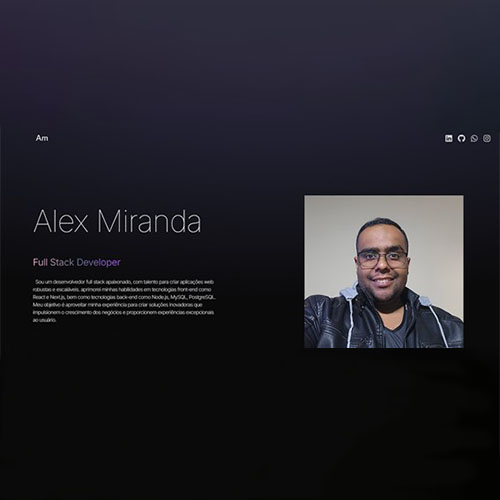 Am
Alex Miranda
Full Stack Developer
Sou um desenvolvedor full stack apaixonado, com talento para criar aplicações web
robustas e escaláveis. aprimorei minhas habilidades em tecnologias front-end como
React e Next.js, bem como tecnologias back-end como Node.js, MySQL, PostgreSQL.
Meu objetivo é aproveitar minha experiência para criar soluções inovadoras que
impulsionem o crescimento dos negócios e proporcionem experiências excepcionais
ao usuário.